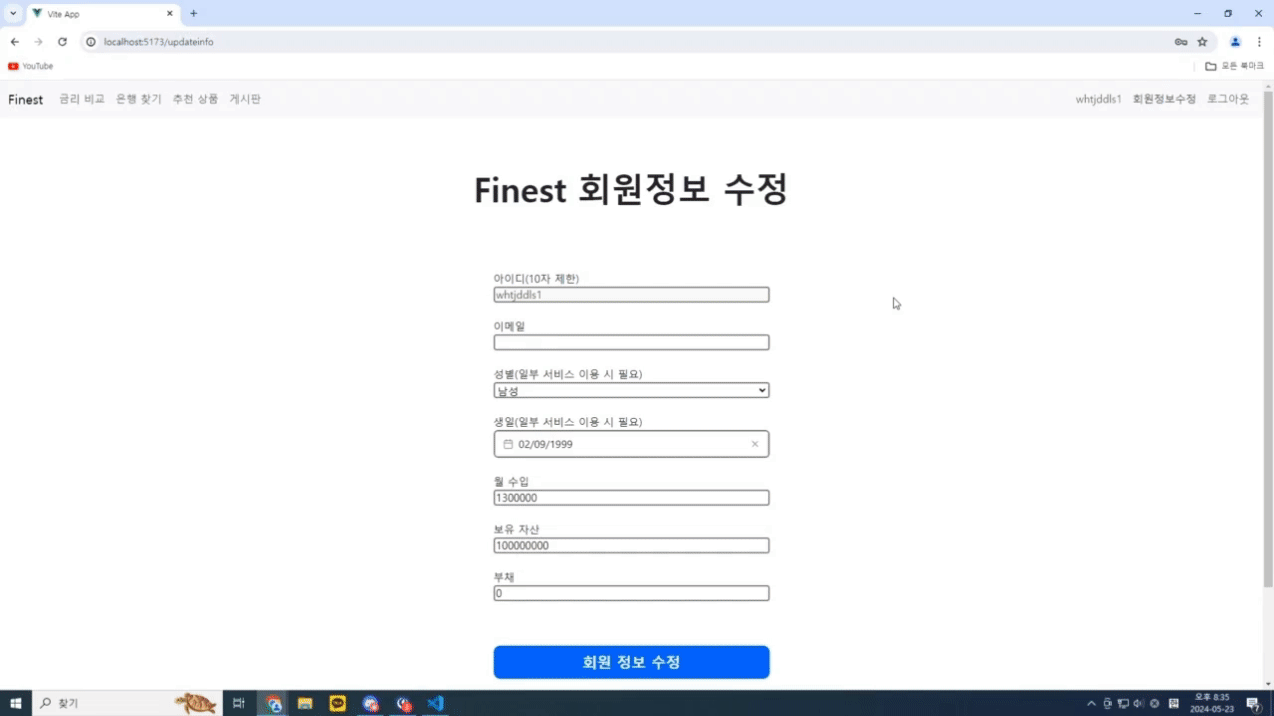 Vite App
localhost:5173/updateinfo
YouTube
모든 북마크
Finest 금리 비교 은행 찾기 추천 상품 게시판 whtjddls1 회원정보수정 로그아웃
Finest 회원정보 수정
아이디(10자 제한)
whtjddls1
이메일
성별(일부 서비스 이용 시 필요)
남성
생일(일부 서비스 이용 시 필요)
02/09/1999
월 수입
1300000
보유 자산
100000000
부채
0
회원 정보 수정
찾기
오후 8:35
2024-05-23